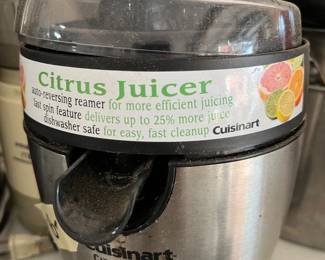 Citrus Juicer
auto-reversing reamer for more efficient juicing
fast spin feature delivers up to 25% more juice
dishwasher safe for easy, fast cleanup Cuisinart
Cuisinart